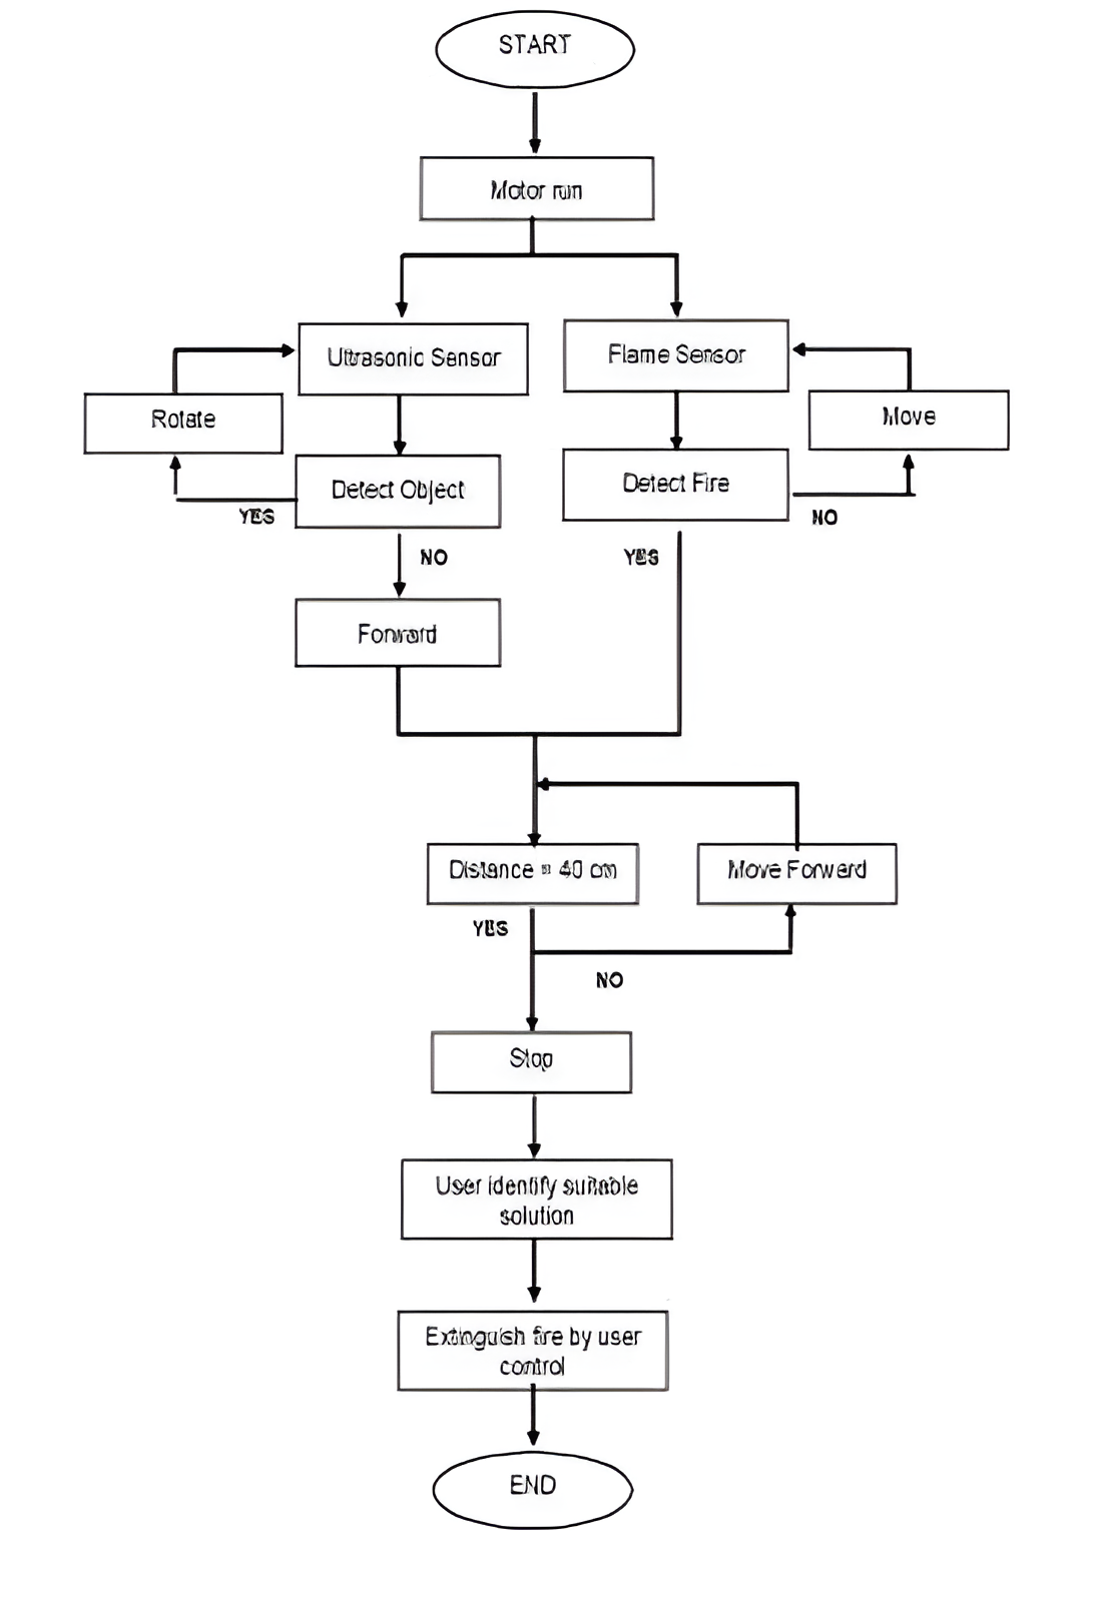 START
Motor run
Ultrasonic Sensor
Flame Sensor
Rotate
Move
Detect Object
Detect Fire
YES
NO
NO
YES
Forward
Distance = 40 cm
Move Forward
YES
NO
Stop
User identify suitable
solution
Extinguish fire by user
control
END